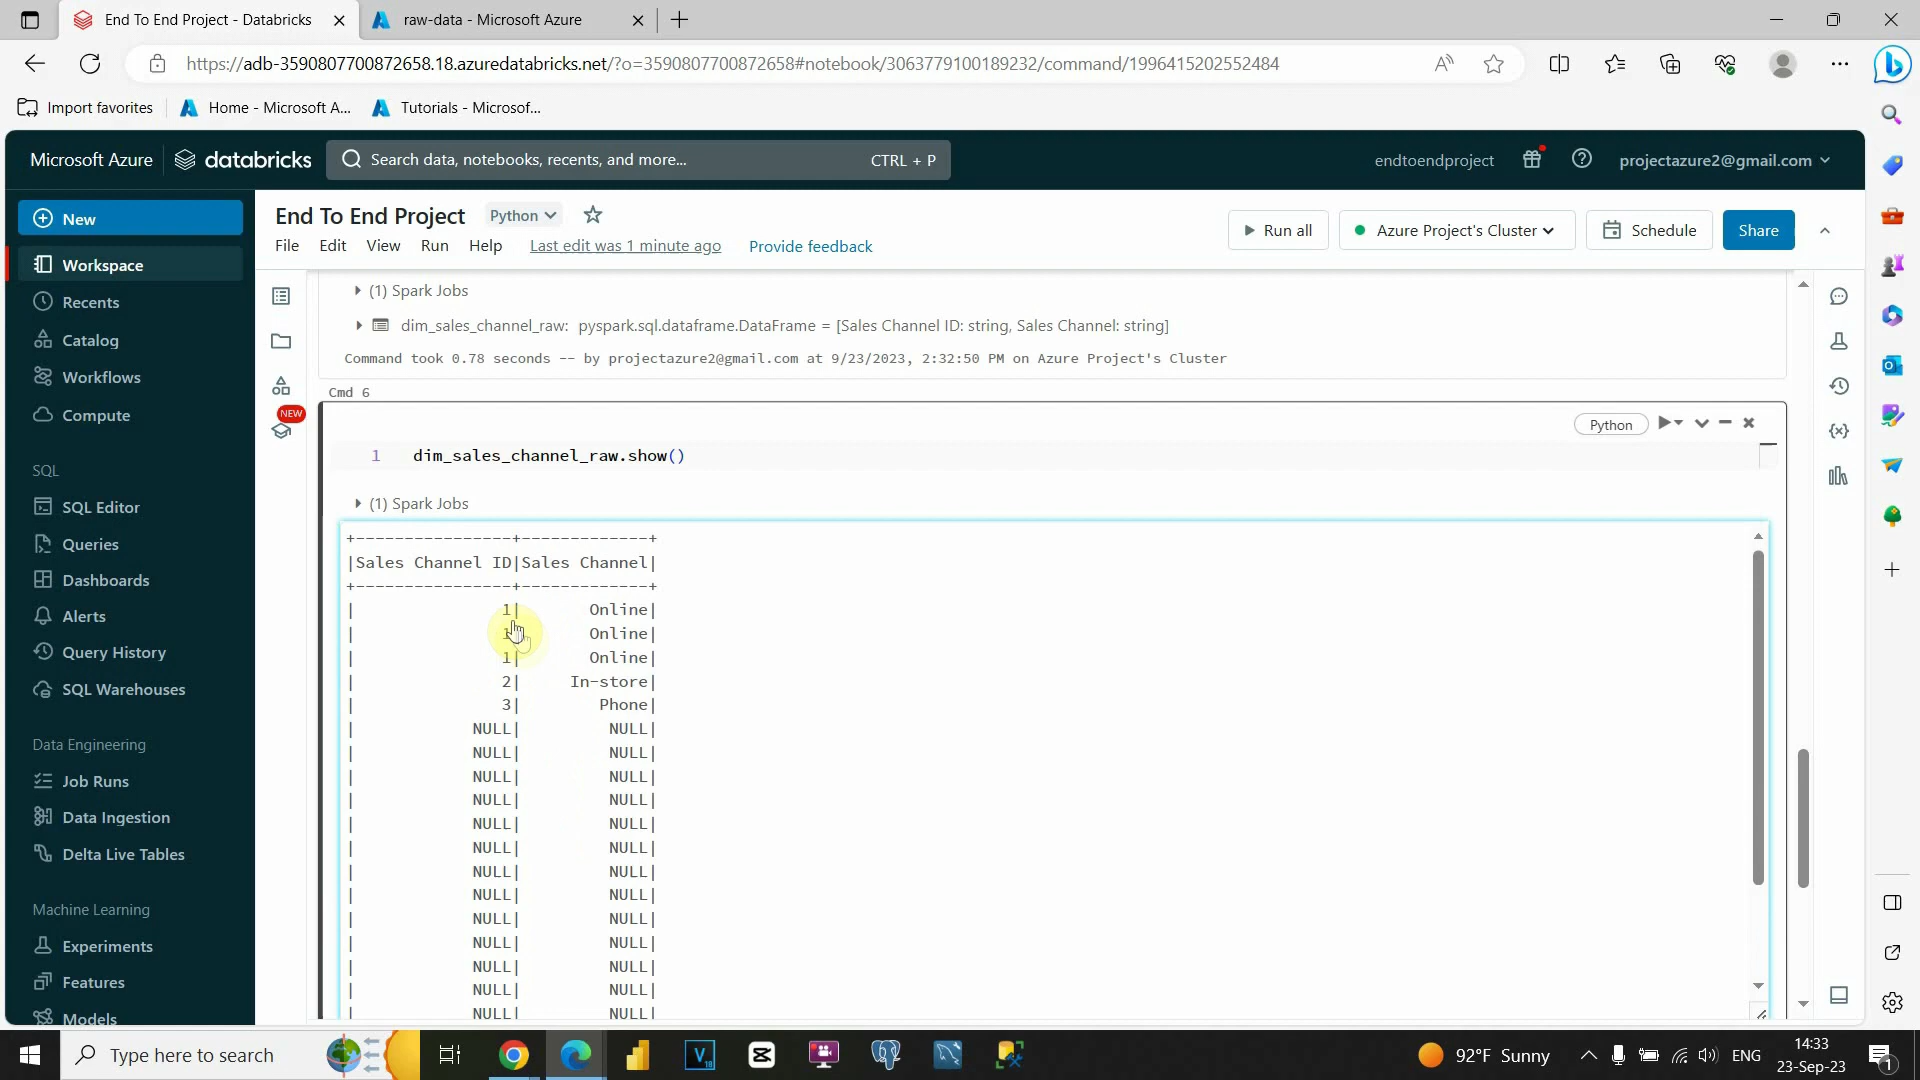 End To End Project - Databricks
raw-data - Microsoft Azure
https://adb-3590807700872658.18.azuredatabricks.net/?o=3590807700872658#notebook/3063779100189232/command/1996415202552484
Import favorites
Home - Microsoft A...
Tutorials - Microsof...
Microsoft Azure
databricks
Search data, notebooks, recents, and more...
CTRL + P
endtoendproject
projectazure2@gmail.com
New
Workspace
Recents
Catalog
Workflows
Compute
SQL
SQL Editor
Queries
Dashboards
Alerts
Query History
SQL Warehouses
Data Engineering
Job Runs
Data Ingestion
Delta Live Tables
Machine Learning
Experiments
Features
Models
End To End Project
Python
File Edit View Run Help Last edit was 1 minute ago Provide feedback
Run all
Azure Project's Cluster
Schedule
Share
NEW
(1) Spark Jobs
dim_sales_channel_raw: pyspark.sql.dataframe.DataFrame = [Sales Channel ID: string, Sales Channel: string]
Command took 0.78 seconds -- by projectazure2@gmail.com at 9/23/2023, 2:32:50 PM on Azure Project's Cluster
Cmd 6
Python
1 dim_sales_channel_raw.show()
(1) Spark Jobs
+----------------+-------------+
|Sales Channel ID|Sales Channel|
+----------------+-------------+
| 1| Online|
| 1| Online|
| 1| Online|
| 2| In-store|
| 3| Phone|
| NULL| NULL|
| NULL| NULL|
| NULL| NULL|
| NULL| NULL|
| NULL| NULL|
| NULL| NULL|
| NULL| NULL|
| NULL| NULL|
| NULL| NULL|
| NULL| NULL|
| NULL| NULL|
| NULL| NULL|
| NULL| NULL|
Type here to search
92°F Sunny
ENG
14:33
23-Sep-23
1